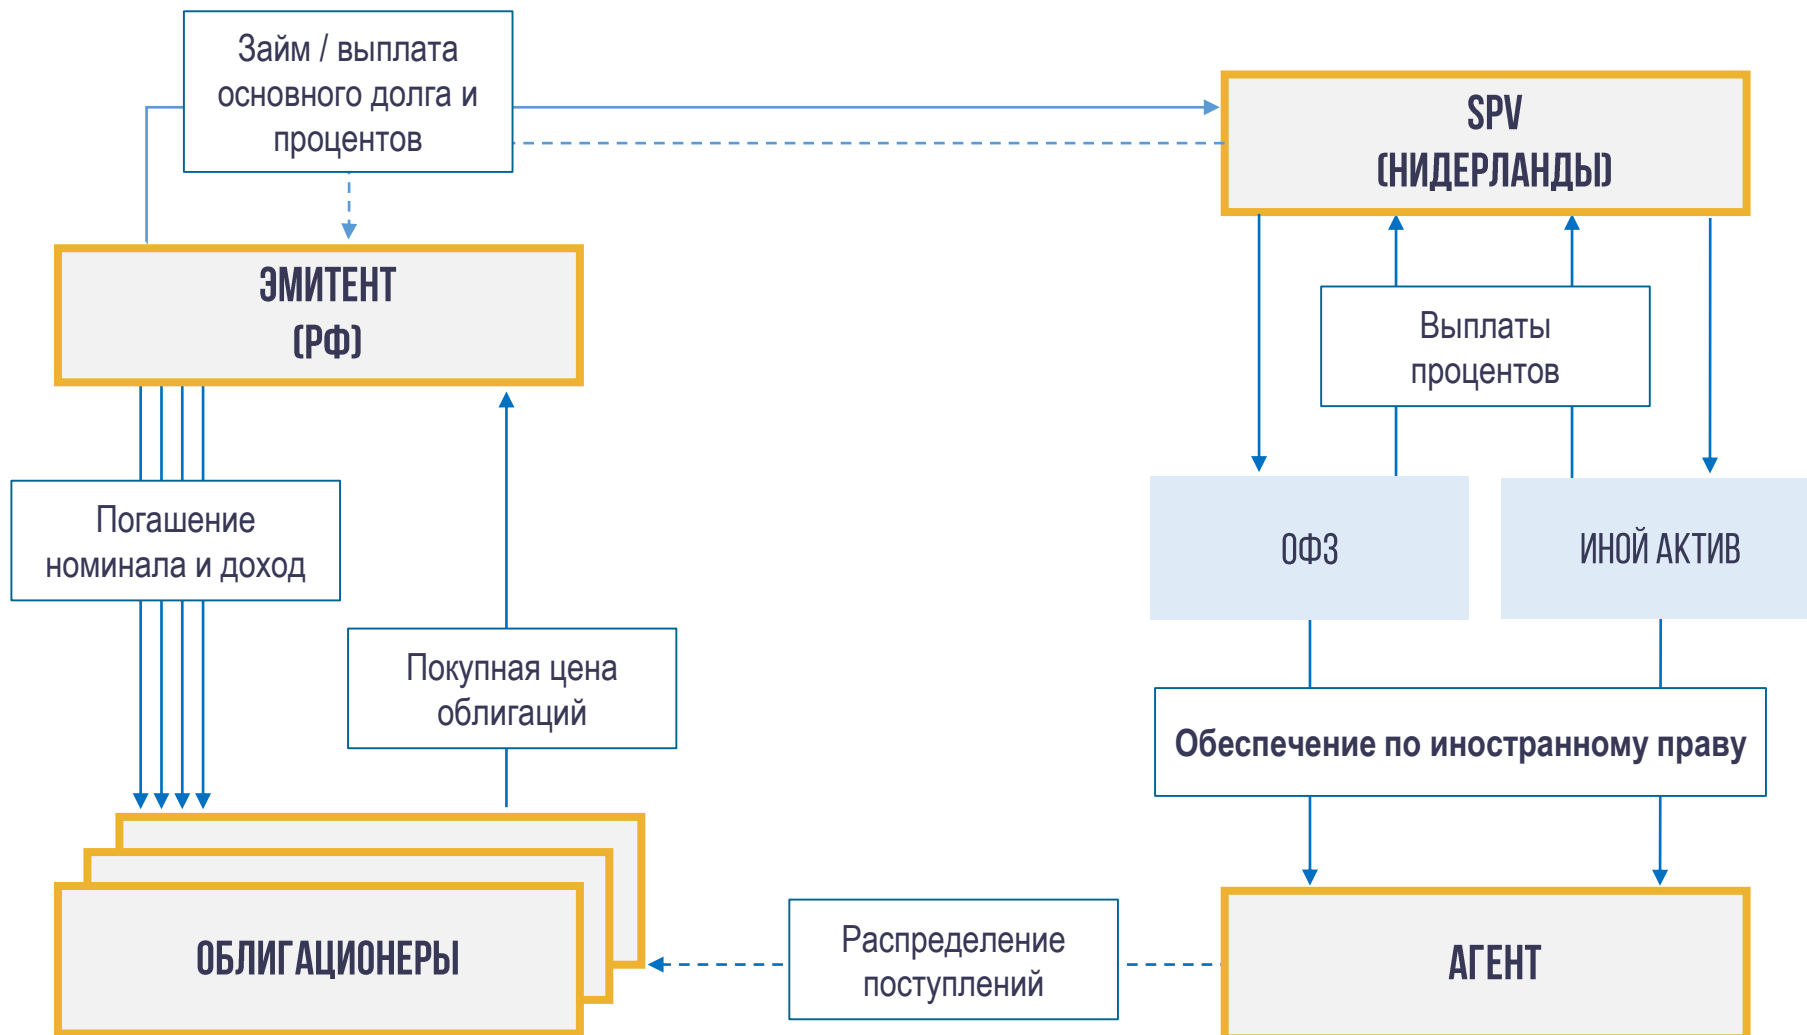 Займ / выплата
основного долга и
процентов
SPV
(НИДЕРЛАНДЫ)
ЭМИТЕНТ
(РФ)
Выплаты
процентов
Погашение
номинала и доход
ОФЗ
ИНОЙ АКТИВ
Покупная цена
облигаций
Обеспечение по иностранному праву
ОБЛИГАЦИОНЕРЫ
Распределение
поступлений
АГЕНТ